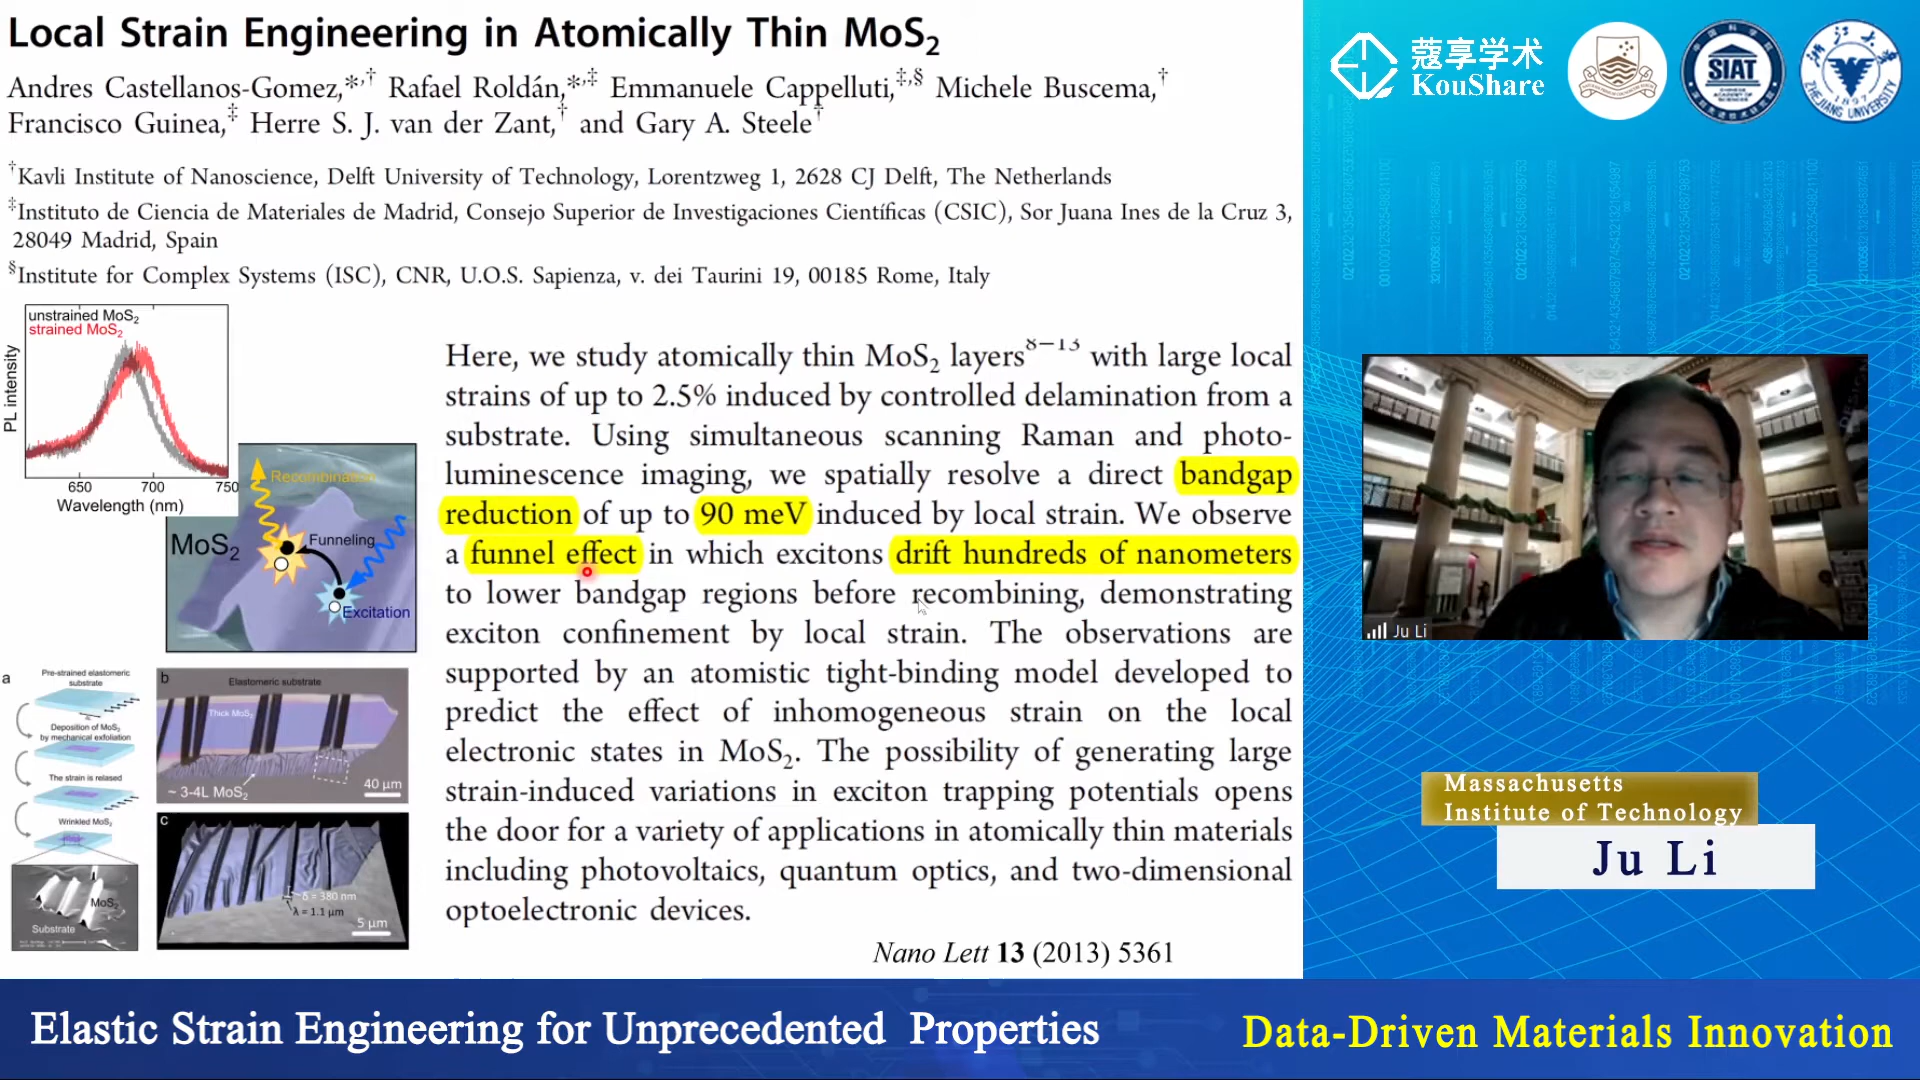 Local Strain Engineering in Atomically Thin MoS2
Andres Castellanos-Gomez,*,† Rafael Roldán,*,‡ Emmanuele Cappelluti,‡,§ Michele Buscema,†
Francisco Guinea,‡ Herre S. J. van der Zant,† and Gary A. Steele†
†Kavli Institute of Nanoscience, Delft University of Technology, Lorentzweg 1, 2628 CJ Delft, The Netherlands
‡Instituto de Ciencia de Materiales de Madrid, Consejo Superior de Investigaciones Científicas (CSIC), Sor Juana Ines de la Cruz 3,
28049 Madrid, Spain
§Institute for Complex Systems (ISC), CNR, U.O.S. Sapienza, v. dei Taurini 19, 00185 Rome, Italy
unstrained MoS2
strained MoS2
PL intensity
650 700 750
Wavelength (nm)
Recombination
MoS2
Funneling
Excitation
a
Pre-strained elastomeric
substrate
Deposition of MoS2
by mechanical exfoliation
The strain is relased
Wrinkled MoS2
MoS2
Substrate
b
Elastomeric substrate
Thick MoS2
~ 3-4L MoS2
40 µm
c
δ = 380 nm
λ = 1.1 µm
5 µm
Here, we study atomically thin MoS2 layers8−13 with large local
strains of up to 2.5% induced by controlled delamination from a
substrate. Using simultaneous scanning Raman and photo-
luminescence imaging, we spatially resolve a direct bandgap
reduction of up to 90 meV induced by local strain. We observe
a funnel effect in which excitons drift hundreds of nanometers
to lower bandgap regions before recombining, demonstrating
exciton confinement by local strain. The observations are
supported by an atomistic tight-binding model developed to
predict the effect of inhomogeneous strain on the local
electronic states in MoS2. The possibility of generating large
strain-induced variations in exciton trapping potentials opens
the door for a variety of applications in atomically thin materials
including photovoltaics, quantum optics, and two-dimensional
optoelectronic devices.
Nano Lett 13 (2013) 5361
蔻享学术
KouShare
SIAT
ZHEJIANG UNIVERSITY
1897
Ju Li
Massachusetts
Institute of Technology
Ju Li
Elastic Strain Engineering for Unprecedented Properties
Data-Driven Materials Innovation